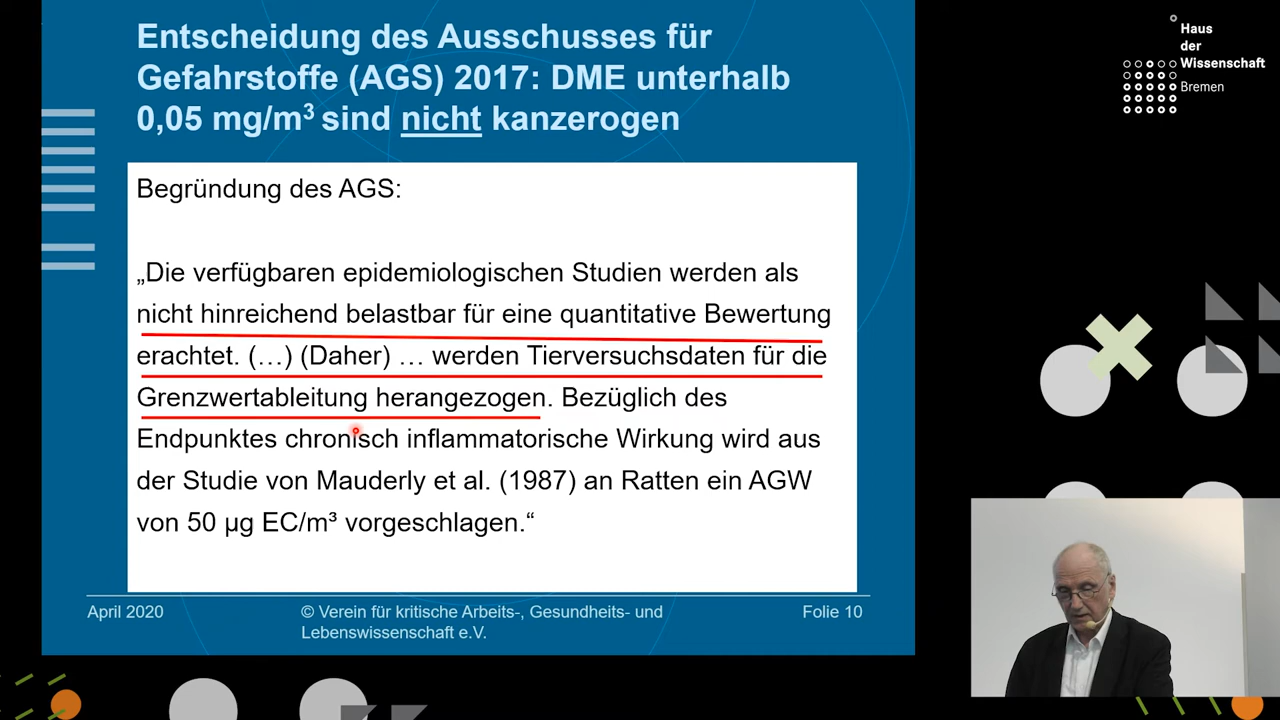 Entscheidung des Ausschusses für
Gefahrstoffe (AGS) 2017: DME unterhalb
0,05 mg/m³ sind nicht kanzerogen
Haus
der
Wissenschaft
Bremen
Begründung des AGS:
„Die verfügbaren epidemiologischen Studien werden als
nicht hinreichend belastbar für eine quantitative Bewertung
erachtet. (…) (Daher) … werden Tierversuchsdaten für die
Grenzwertableitung herangezogen. Bezüglich des
Endpunktes chronisch inflammatorische Wirkung wird aus
der Studie von Mauderly et al. (1987) an Ratten ein AGW
von 50 µg EC/m³ vorgeschlagen.“
April 2020
© Verein für kritische Arbeits-, Gesundheits- und
Lebenswissenschaft e.V.
Folie 10